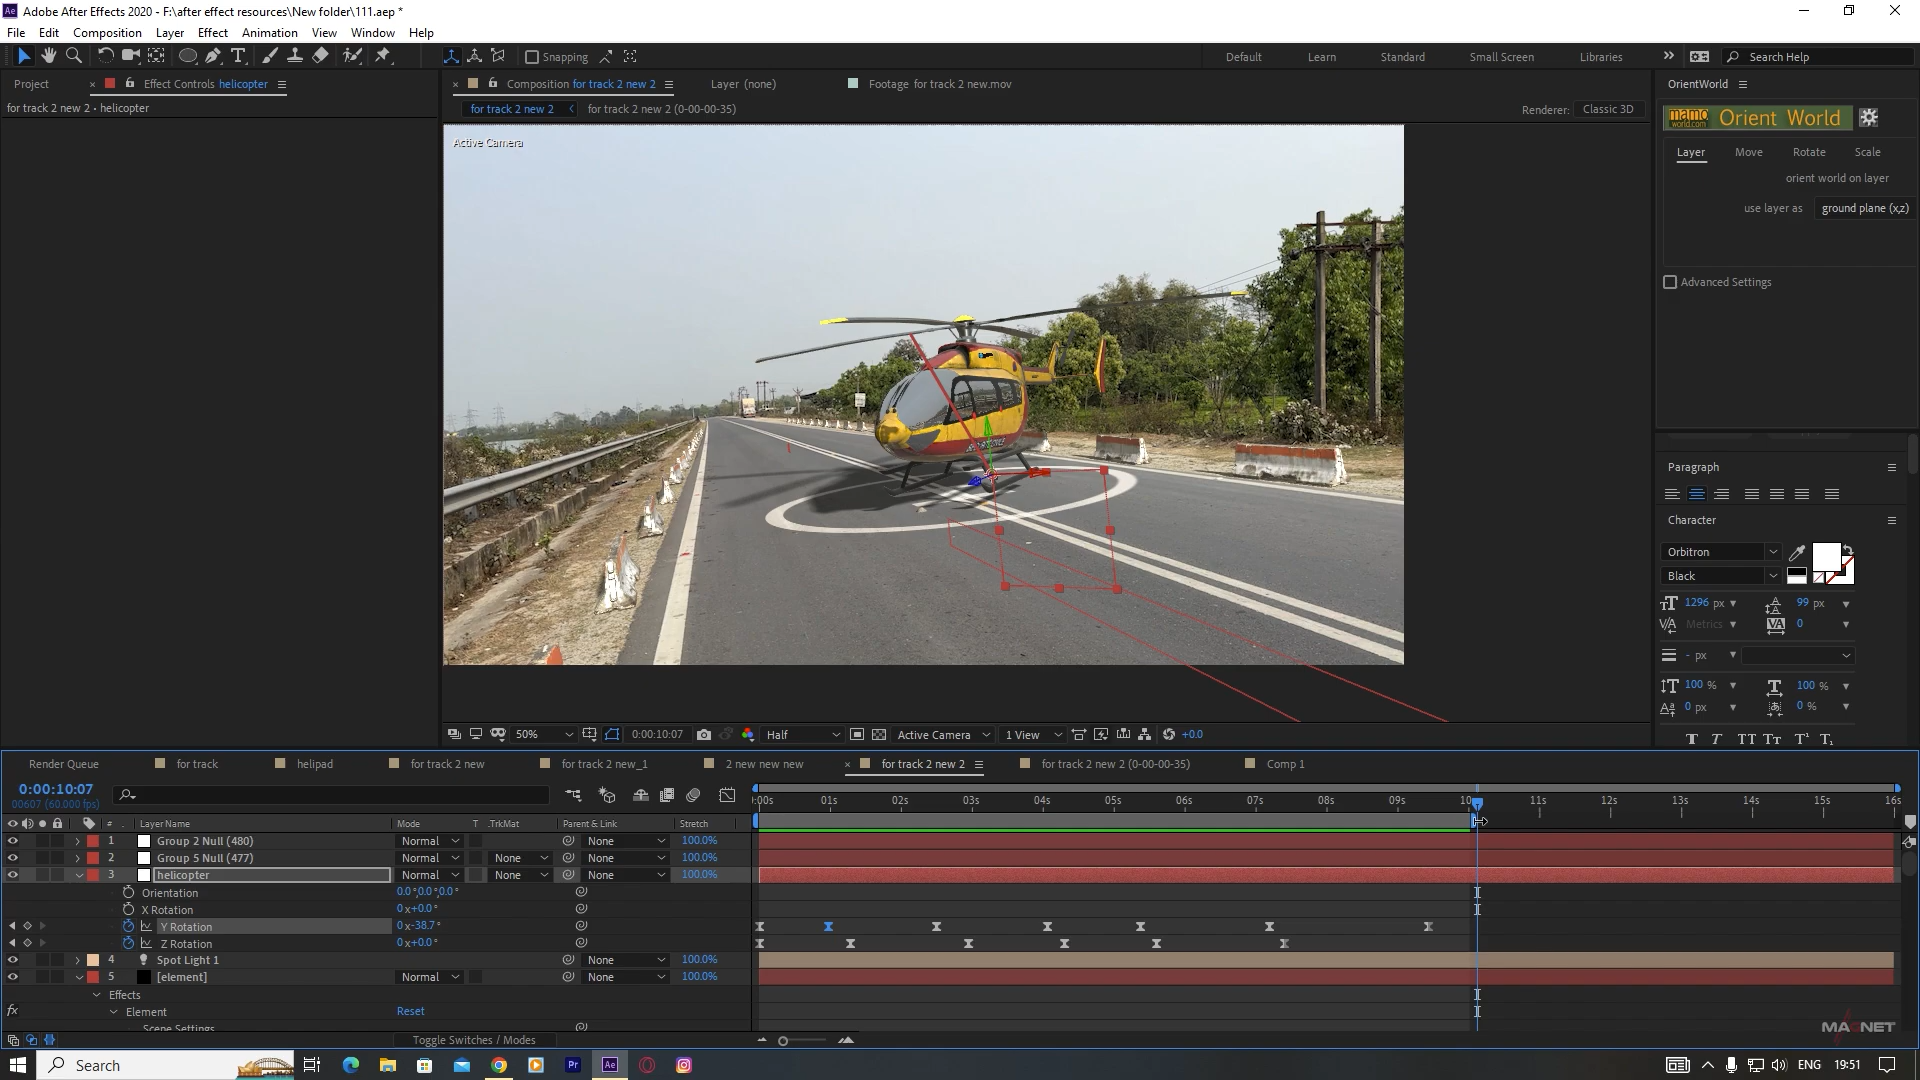 Adobe After Effects 2020 - F:\after effect resources\New folder\111.aep *
File Edit Composition Layer Effect Animation View Window Help
Snapping Default Learn Standard Small Screen Libraries Search Help
Project Effect Controls helicopter Composition for track 2 new 2 Layer (none) Footage for track 2 new.mov OrientWorld
for track 2 new 2 • helicopter for track 2 new 2 for track 2 new 2 (0-00-00-35) Renderer: Classic 3D
mamo world.com Orient World
Active Camera
Layer Move Rotate Scale
orient world on layer
use layer as ground plane (x,z)
Advanced Settings
Paragraph
Character
Orbitron
Black
1296 px 99 px
Metrics 0
- px
100 % 100 %
0 px 0 %
T T TT Tt T¹ T₁
50% 0:00:10:07 Half Active Camera 1 View +0.0
Render Queue for track helipad for track 2 new for track 2 new_1 2 new new new for track 2 new 2 for track 2 new 2 (0-00-00-35) Comp 1
0:00:10:07
00607 (60.000 fps)
:00s 01s 02s 03s 04s 05s 06s 07s 08s 09s 10 11s 12s 13s 14s 15s 16s
# Layer Name Mode T .TrkMat Parent & Link Stretch
1 Group 2 Null (480) Normal None 100.0%
2 Group 5 Null (477) Normal None None 100.0%
3 helicopter Normal None None 100.0%
Orientation 0.0°,0.0°,0.0°
X Rotation 0x+0.0°
Y Rotation 0x-38.7°
Z Rotation 0x+0.0°
4 Spot Light 1 None 100.0%
5 [element] Normal None 100.0%
Effects
fx Element Reset
Scene Settings
Toggle Switches / Modes
MAGNET
Search Pr Ae ENG 19:51